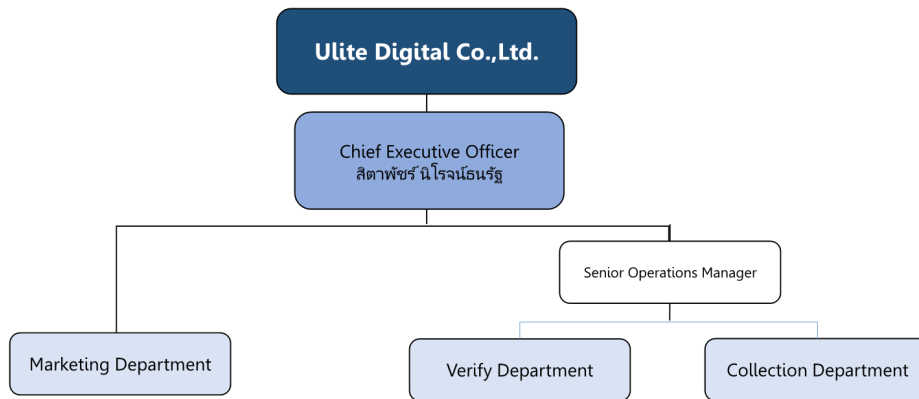 Ulite Digital Co.,Ltd.
Chief Executive Officer
สิตาพัชร์ นิโรจน์ธนรัฐ
Senior Operations Manager
Marketing Department
Verify Department
Collection Department